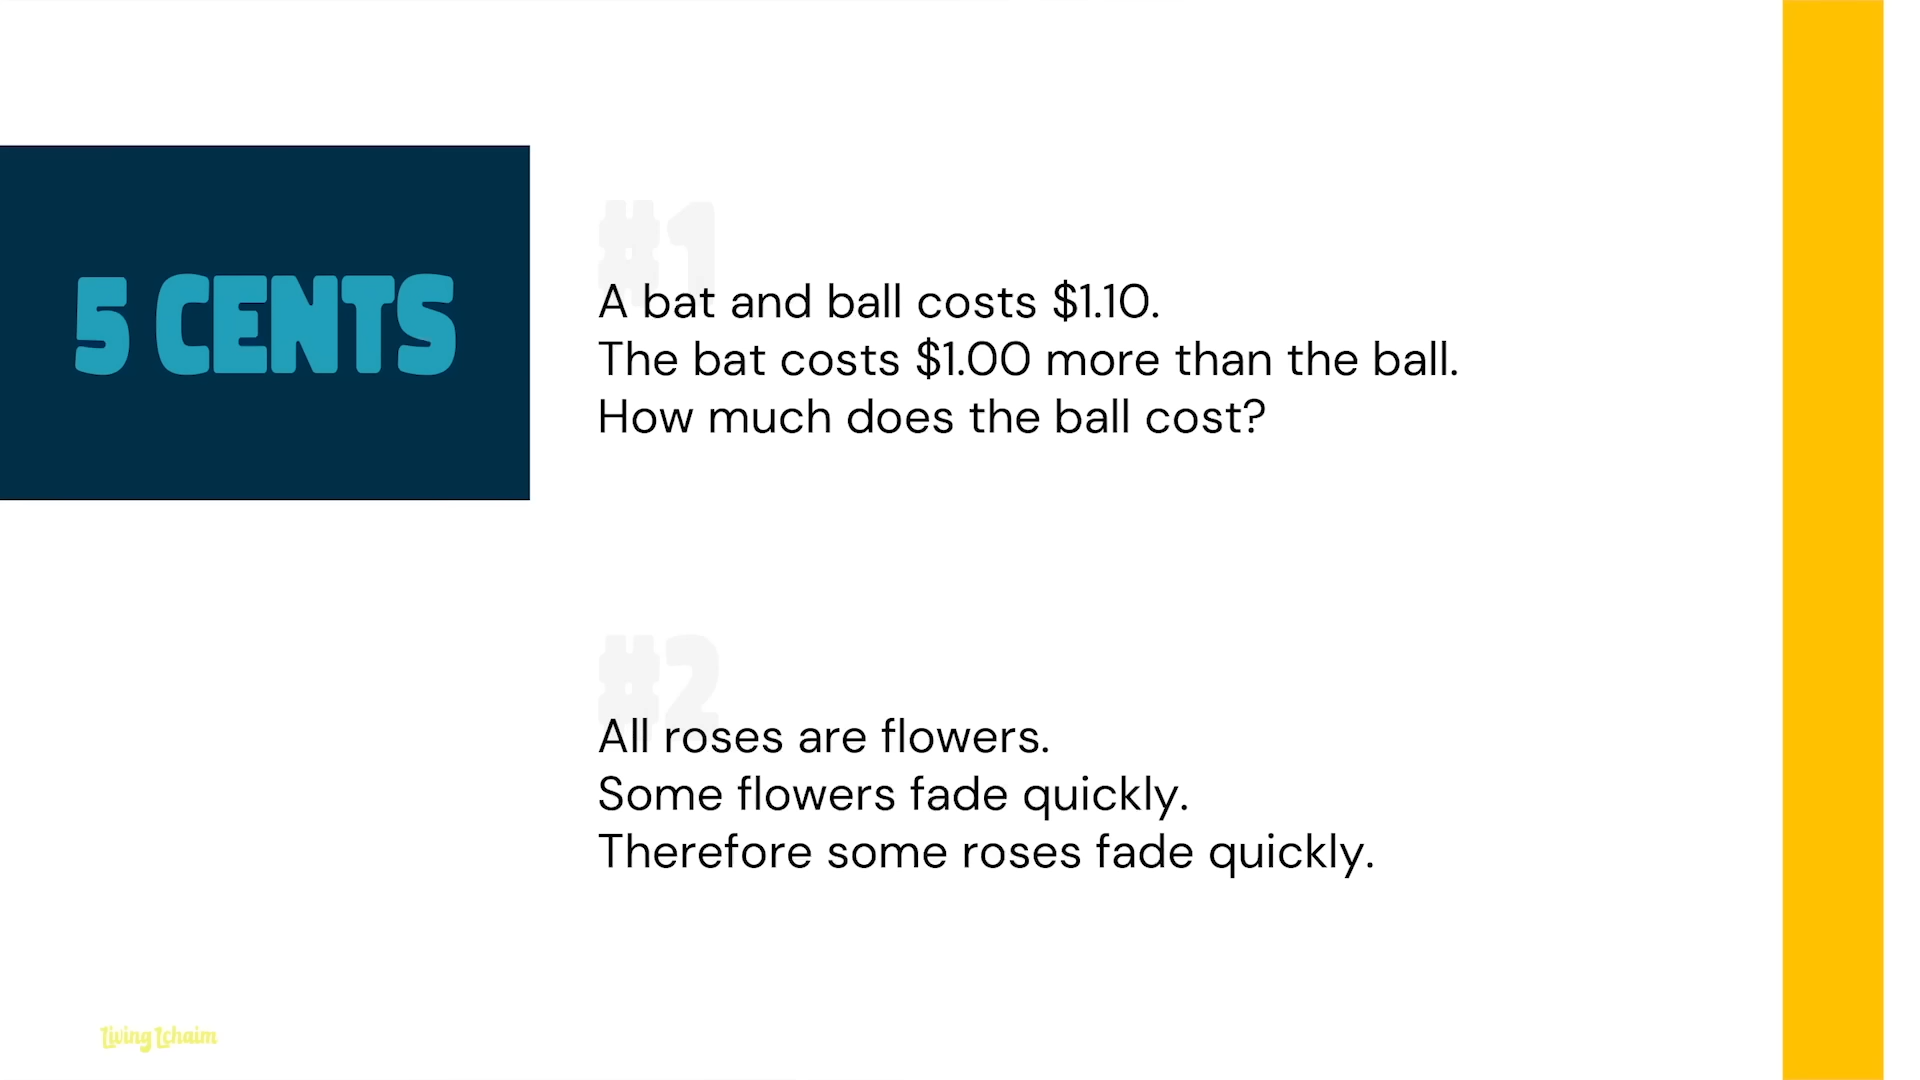 5 CENTS
#1
A bat and ball costs $1.10.
The bat costs $1.00 more than the ball.
How much does the ball cost?
#2
All roses are flowers.
Some flowers fade quickly.
Therefore some roses fade quickly.
Living Lchaim